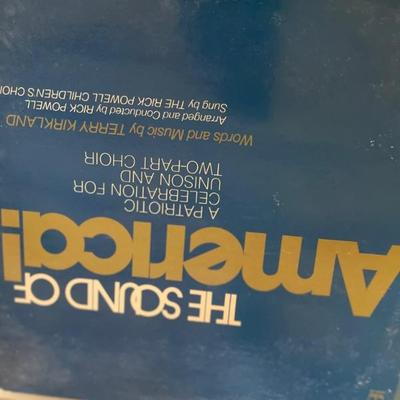 THE SOUND OF
America!
A PATRIOTIC
CELEBRATION FOR
UNISON AND
TWO-PART CHOIR
Words and Music by TERRY KIRKLAND
Arranged and Conducted by RICK POWELL
Sung by THE RICK POWELL CHILDREN'S CHOI